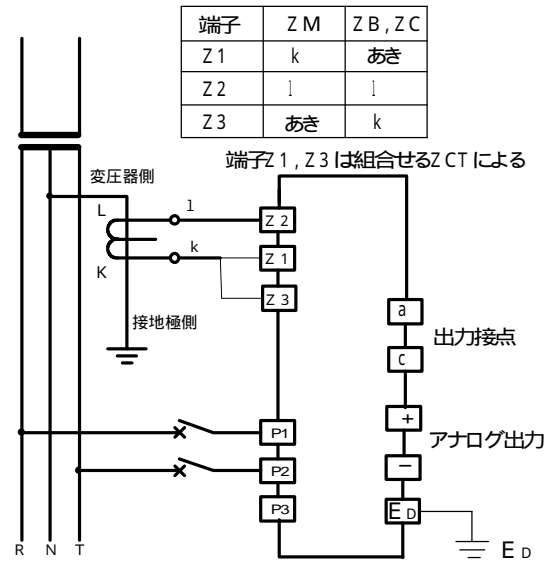 端子 ZM ZB,ZC
Z1 k あき
Z2 l l
Z3 あき k
端子Z1,Z3は組合せるZCTによる
変圧器側
L
l
k
K
接地極側
Z2
Z1
Z3
a
c
出力接点
+
−
アナログ出力
P1
P2
P3
ED
ED
R N T